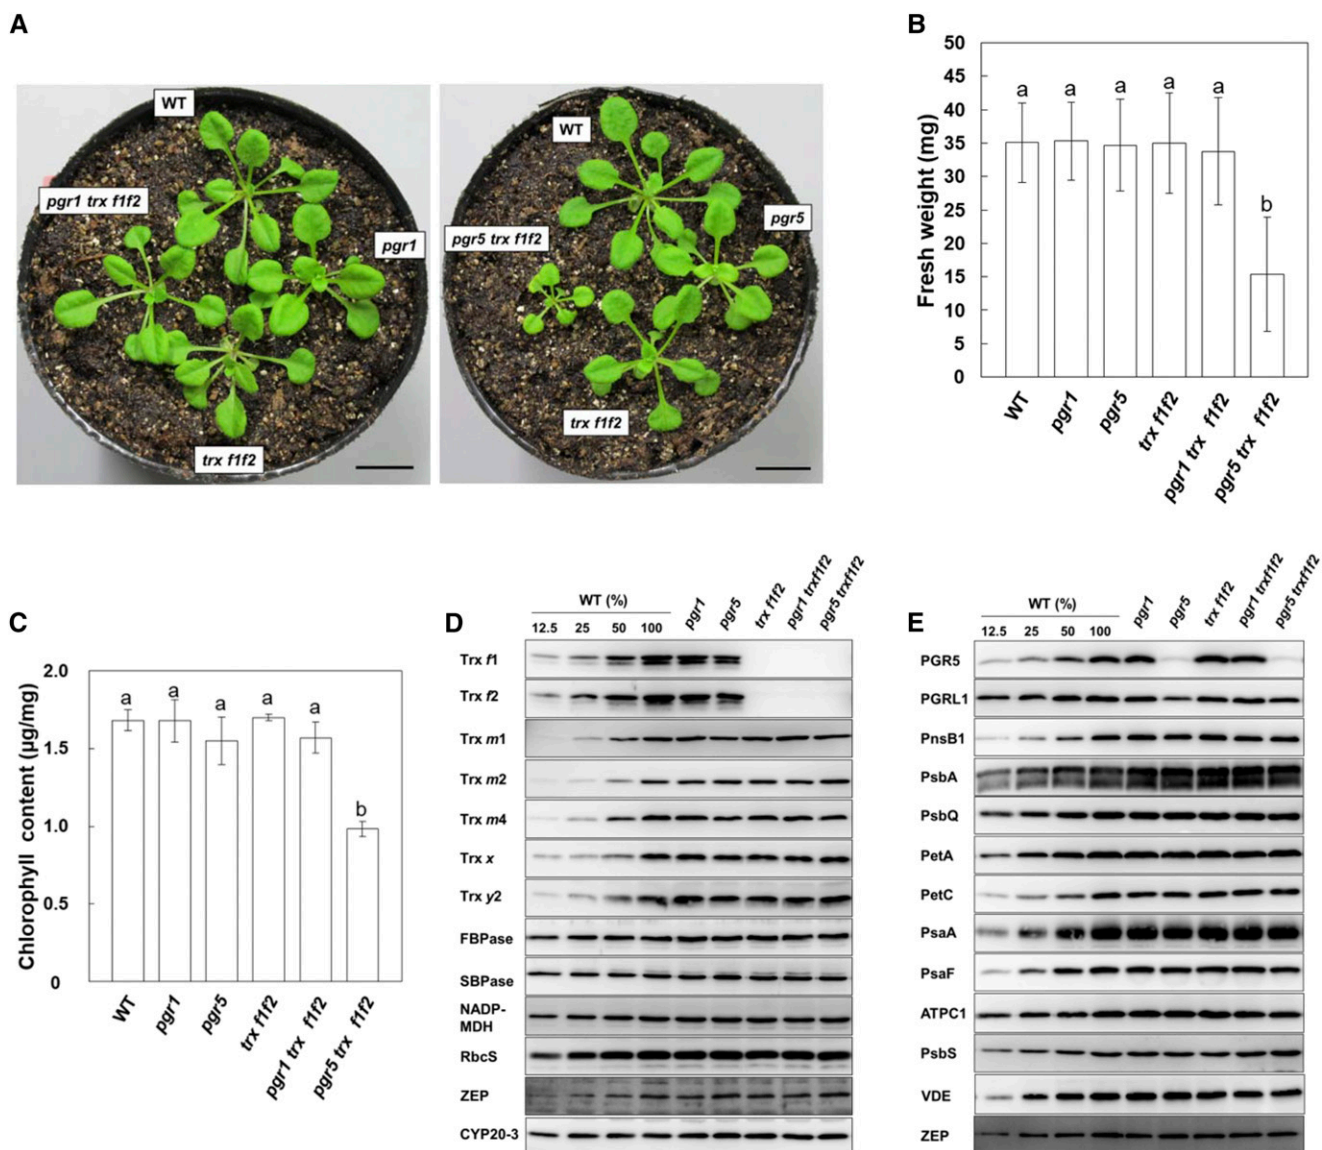 A
WT
pgr1 trx f1f2
pgr1
trx f1f2
WT
pgr5
pgr5 trx f1f2
trx f1f2
B
Fresh weight (mg)
50
45
40
35
30
25
20
15
10
5
0
a a a a a b
WT pgr1 pgr5 trx f1f2 pgr1 trx f1f2 pgr5 trx f1f2
C
Chlorophyll content (µg/mg)
2.0
1.5
1.0
0.5
0
a a a a a b
WT pgr1 pgr5 trx f1f2 pgr1 trx f1f2 pgr5 trx f1f2
D
WT (%) pgr1 pgr5 trx f1f2 pgr1 trxf1f2 pgr5 trxf1f2
12.5 25 50 100
Trx f1
Trx f2
Trx m1
Trx m2
Trx m4
Trx x
Trx y2
FBPase
SBPase
NADP-
MDH
RbcS
ZEP
CYP20-3
E
WT (%) pgr1 pgr5 trx f1f2 pgr1 trxf1f2 pgr5 trxf1f2
12.5 25 50 100
PGR5
PGRL1
PnsB1
PsbA
PsbQ
PetA
PetC
PsaA
PsaF
ATPC1
PsbS
VDE
ZEP